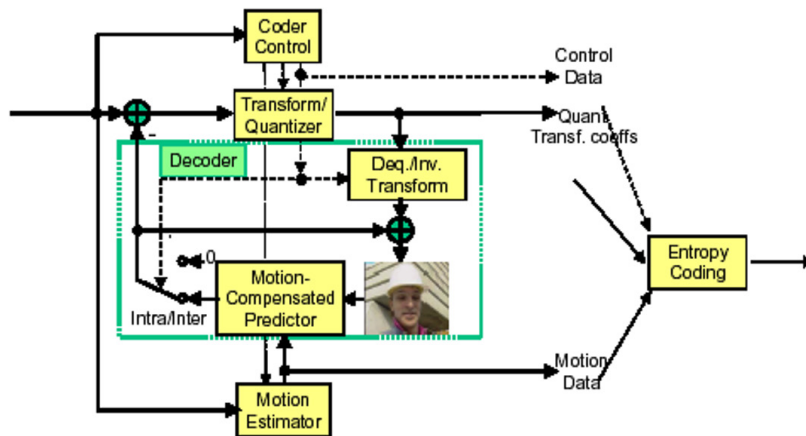 Coder
Control
Control
Data
Transform/
Quantizer
Quant.
Transf. coeffs
-
Decoder
Deq./Inv.
Transform
0
Entropy
Coding
Motion-
Compensated
Predictor
Intra/Inter
Motion
Data
Motion
Estimator